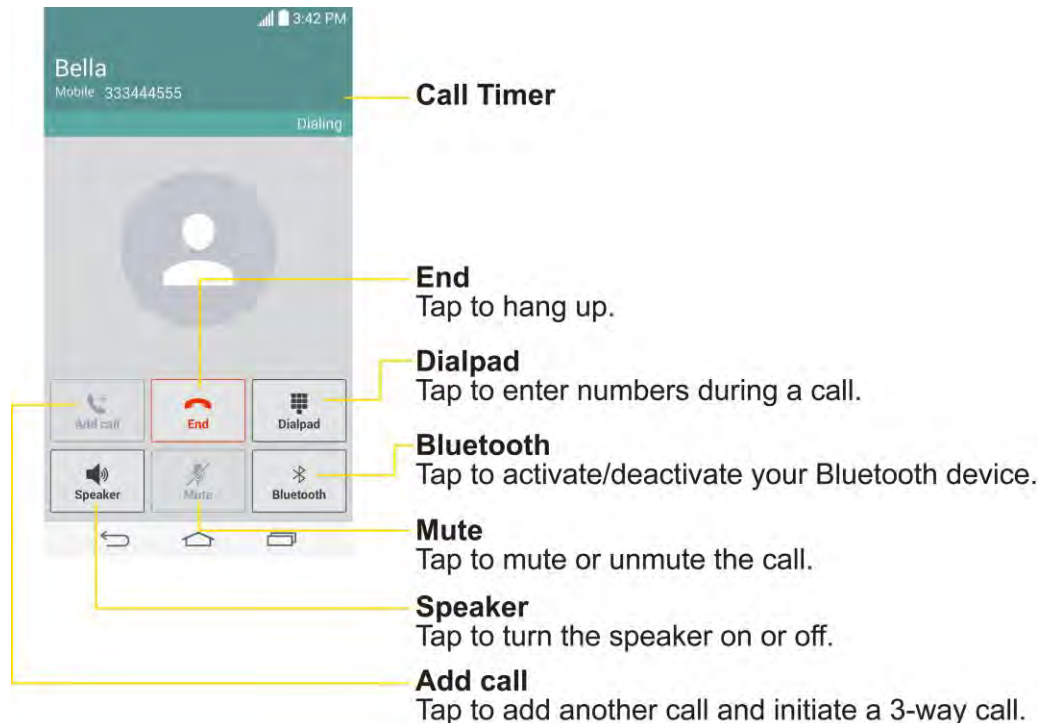 3:42 PM
Bella
Mobile 333444555
Dialing
Call Timer
End
Tap to hang up.
Dialpad
Tap to enter numbers during a call.
Add call
End
Dialpad
Bluetooth
Tap to activate/deactivate your Bluetooth device.
Speaker
Mute
Bluetooth
Mute
Tap to mute or unmute the call.
Speaker
Tap to turn the speaker on or off.
Add call
Tap to add another call and initiate a 3-way call.